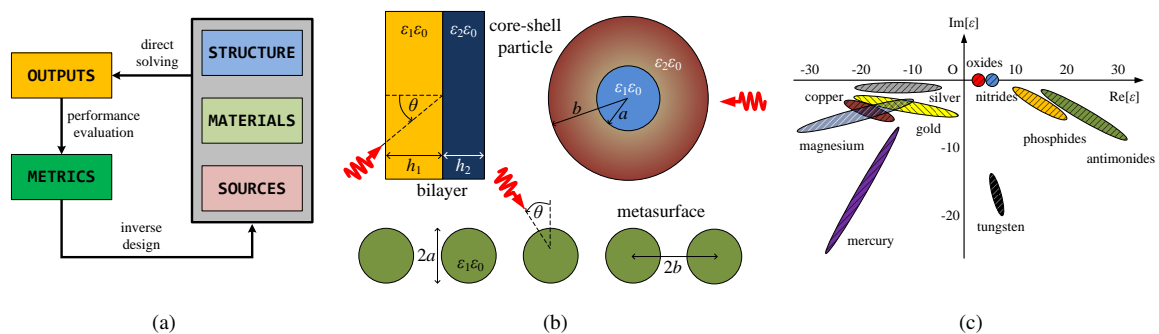 direct
solving
OUTPUTS
performance
evaluation
METRICS
inverse
design
STRUCTURE
MATERIALS
SOURCES
(a)
ε₁ε₀
ε₂ε₀
θ
h₁
h₂
bilayer
core-shell
particle
ε₂ε₀
ε₁ε₀
b
a
θ
metasurface
2a
ε₁ε₀
2b
(b)
Im[ε]
oxides
-30 -20 -10 O 10 20 30
Re[ε]
copper
silver
nitrides
gold
magnesium
phosphides
antimonides
-10
-20
tungsten
mercury
(c)